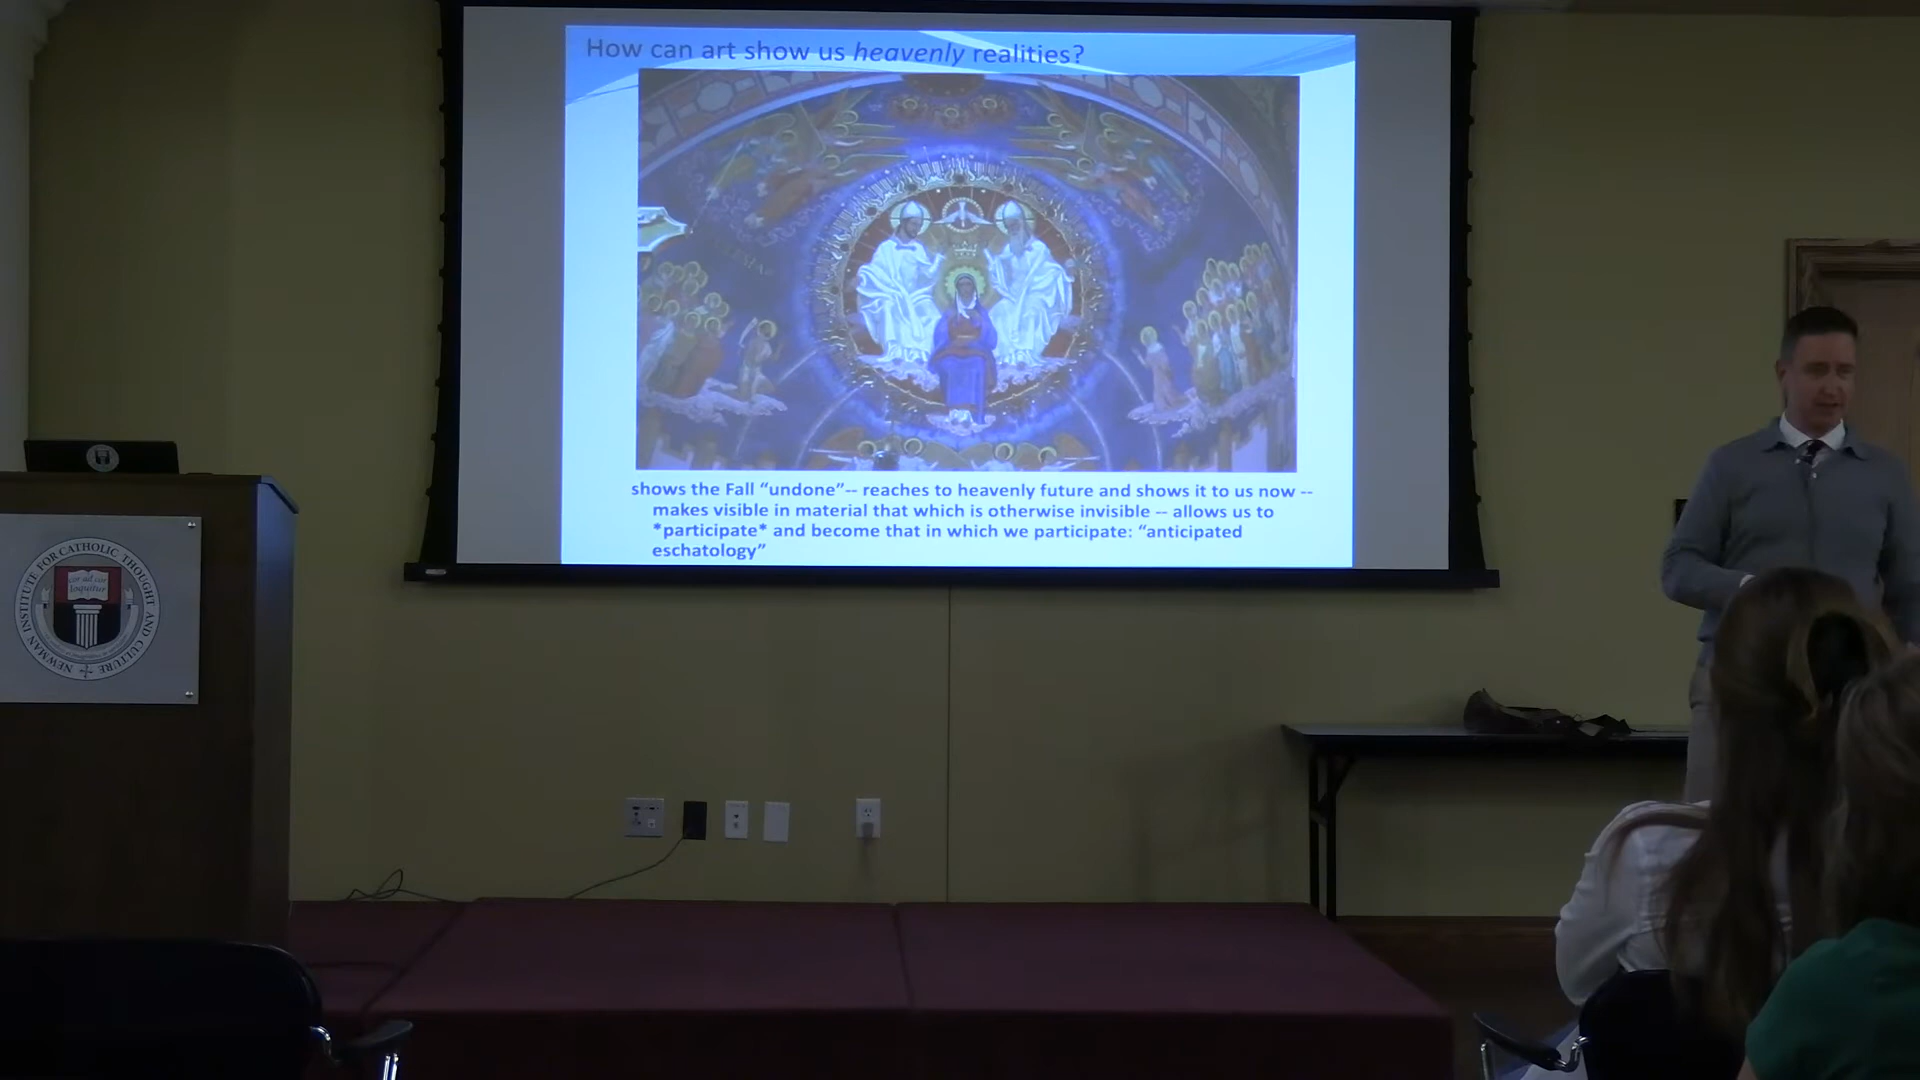 How can art show us heavenly realities?
shows the Fall “undone”-- reaches to heavenly future and shows it to us now --
makes visible in material that which is otherwise invisible -- allows us to
*participate* and become that in which we participate: “anticipated
eschatology”
NEWMAN INSTITUTE FOR CATHOLIC THOUGHT AND CULTURE
cor ad cor
loquitur